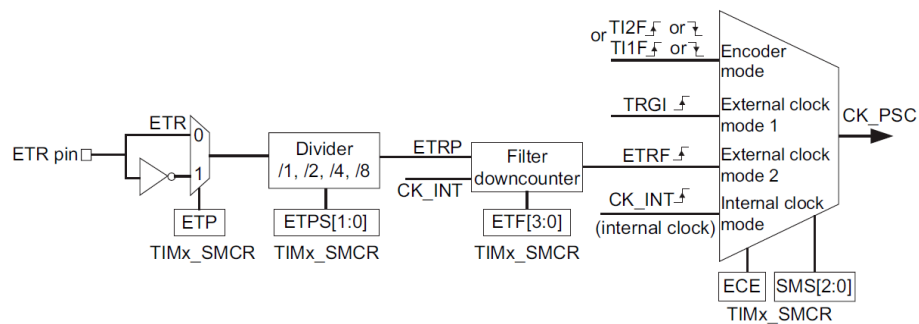 or TI2F or
TI1F or
Encoder
mode
TRGI
External clock
mode 1
CK_PSC
ETR
0
ETR pin
1
Divider
/1, /2, /4, /8
ETRP
CK_INT
Filter
downcounter
ETRF
External clock
mode 2
CK_INT
(internal clock)
Internal clock
mode
ETP
TIMx_SMCR
ETPS[1:0]
TIMx_SMCR
ETF[3:0]
TIMx_SMCR
ECE
SMS[2:0]
TIMx_SMCR